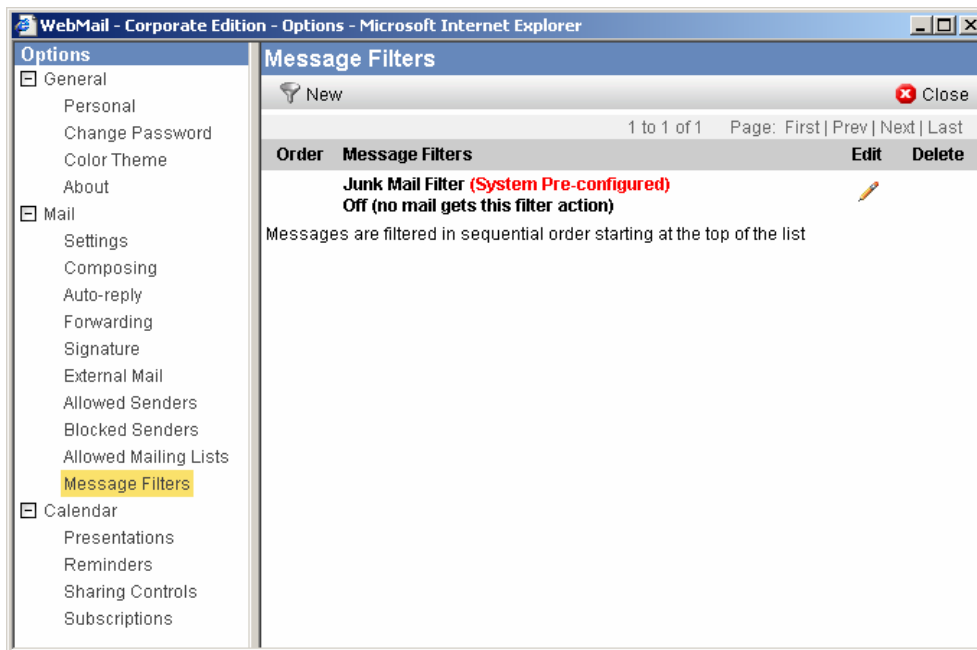 WebMail - Corporate Edition - Options - Microsoft Internet Explorer
Options
General
Personal
Change Password
Color Theme
About
Mail
Settings
Composing
Auto-reply
Forwarding
Signature
External Mail
Allowed Senders
Blocked Senders
Allowed Mailing Lists
Message Filters
Calendar
Presentations
Reminders
Sharing Controls
Subscriptions
Message Filters
New Close
1 to 1 of 1 Page: First | Prev | Next | Last
Order Message Filters Edit Delete
Junk Mail Filter (System Pre-configured)
Off (no mail gets this filter action)
Messages are filtered in sequential order starting at the top of the list